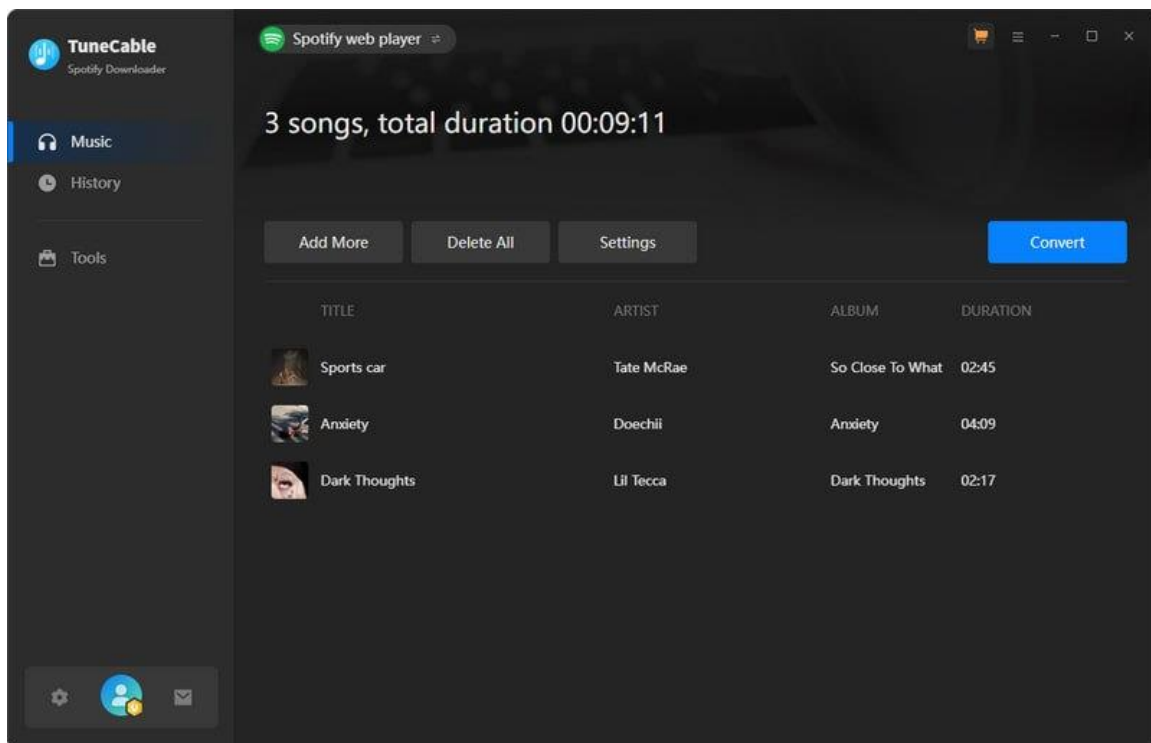 TuneCable
Spotify Downloader
Spotify web player
Music
History
Tools
3 songs, total duration 00:09:11
Add More Delete All Settings Convert
TITLE ARTIST ALBUM DURATION
Sports car Tate McRae So Close To What 02:45
Anxiety Doechii Anxiety 04:09
Dark Thoughts Lil Tecca Dark Thoughts 02:17